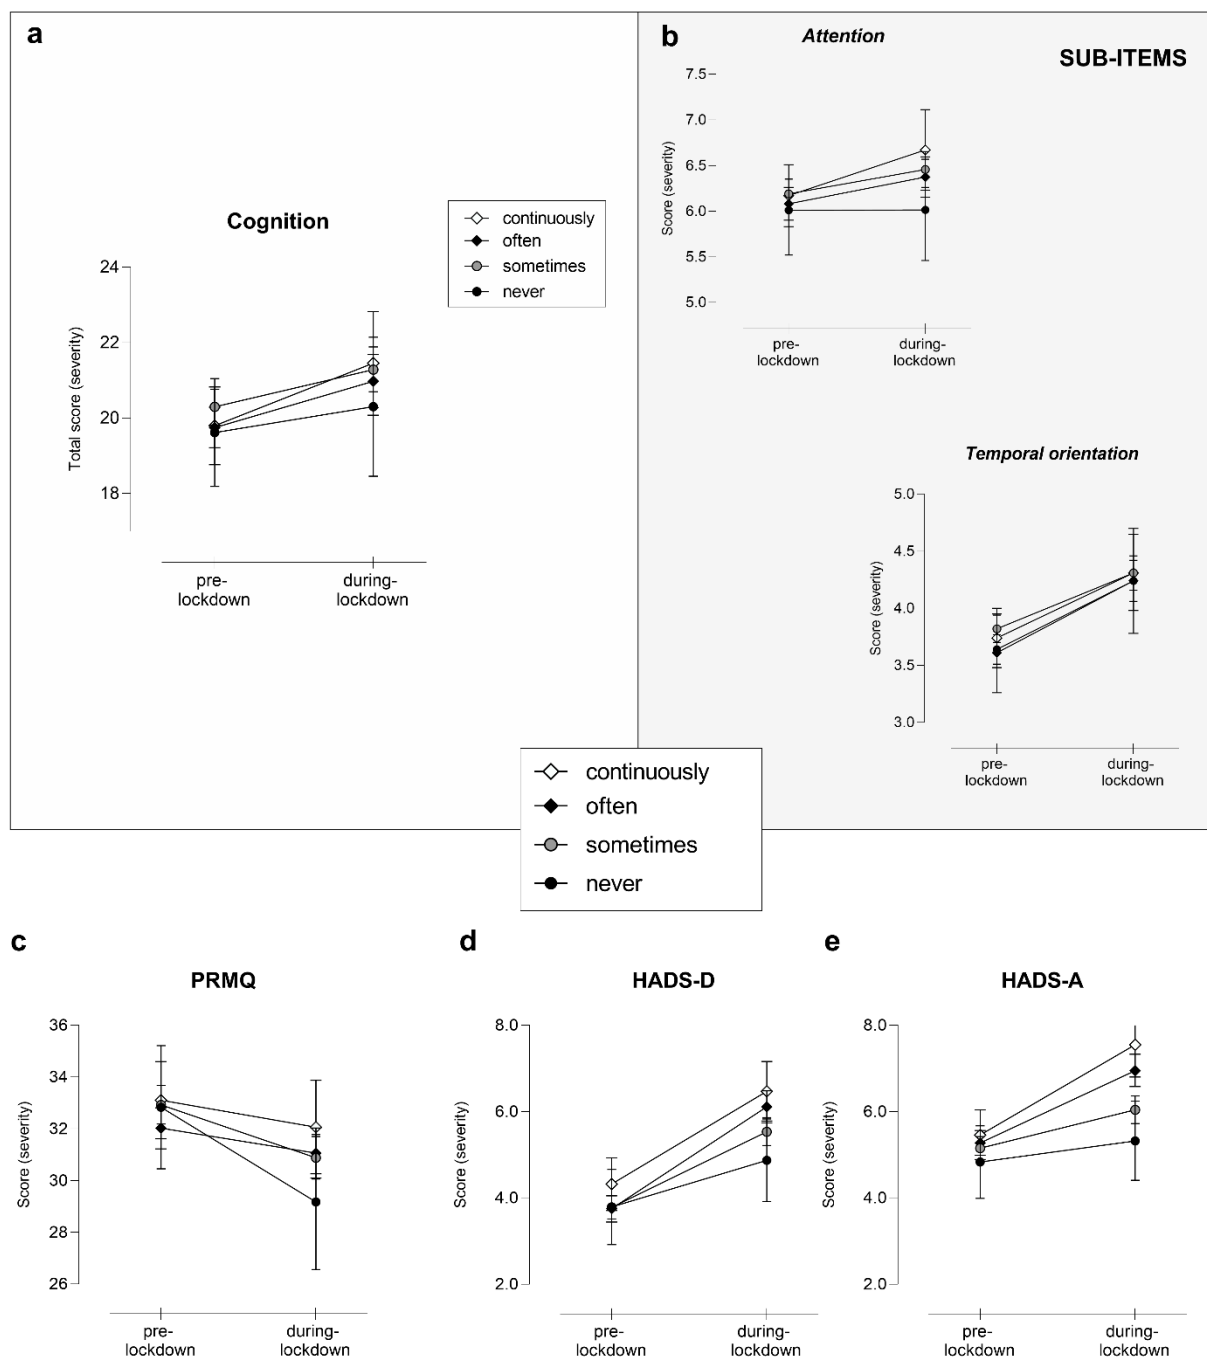 a
Cognition
continuously
often
sometimes
never
Total score (severity)
24
22
20
18
pre-
lockdown
during-
lockdown
b
SUB-ITEMS
Attention
Score (severity)
7.5
7.0
6.5
6.0
5.5
5.0
pre-
lockdown
during-
lockdown
Temporal orientation
Score (severity)
5.0
4.5
4.0
3.5
3.0
pre-
lockdown
during-
lockdown
continuously
often
sometimes
never
c
PRMQ
Score (severity)
36
34
32
30
28
26
pre-
lockdown
during-
lockdown
d
HADS-D
Score (severity)
8.0
6.0
4.0
2.0
pre-
lockdown
during-
lockdown
e
HADS-A
Score (severity)
8.0
6.0
4.0
2.0
pre-
lockdown
during-
lockdown